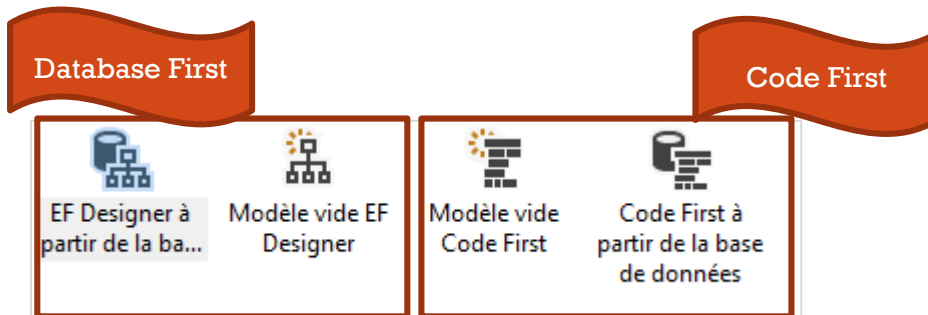 Database First
Code First
EF Designer à
partir de la ba...
Modèle vide EF
Designer
Modèle vide
Code First
Code First à
partir de la base
de données